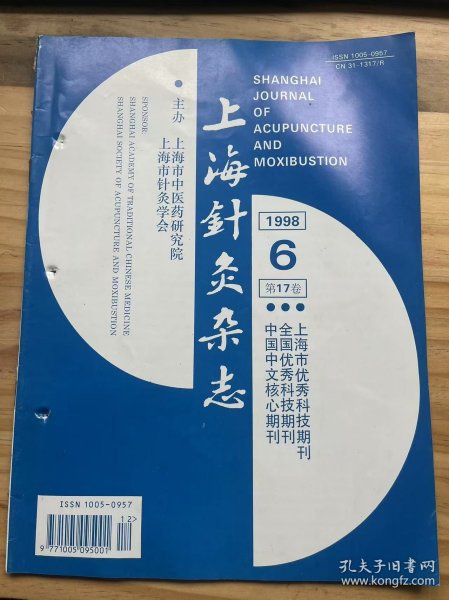 ISSN 1005-0957
CN 31-1317/R
SHANGHAI
JOURNAL
OF
ACUPUNCTURE
AND
MOXIBUSTION
上海針灸杂志
1998
6
第17卷
上海市优秀科技期刊
全国优秀科技期刊
中国中文核心期刊
主办
上海市中医药研究院
上海市针灸学会
SPONSOR:
SHANGHAI ACADEMY OF TRADITIONAL CHINESE MEDICINE
SHANGHAI SOCIETY OF ACUPUNCTURE AND MOXIBUSTION
ISSN 1005-0957
12>
9 771005 095001
孔夫子旧书网
www.kongfz.com